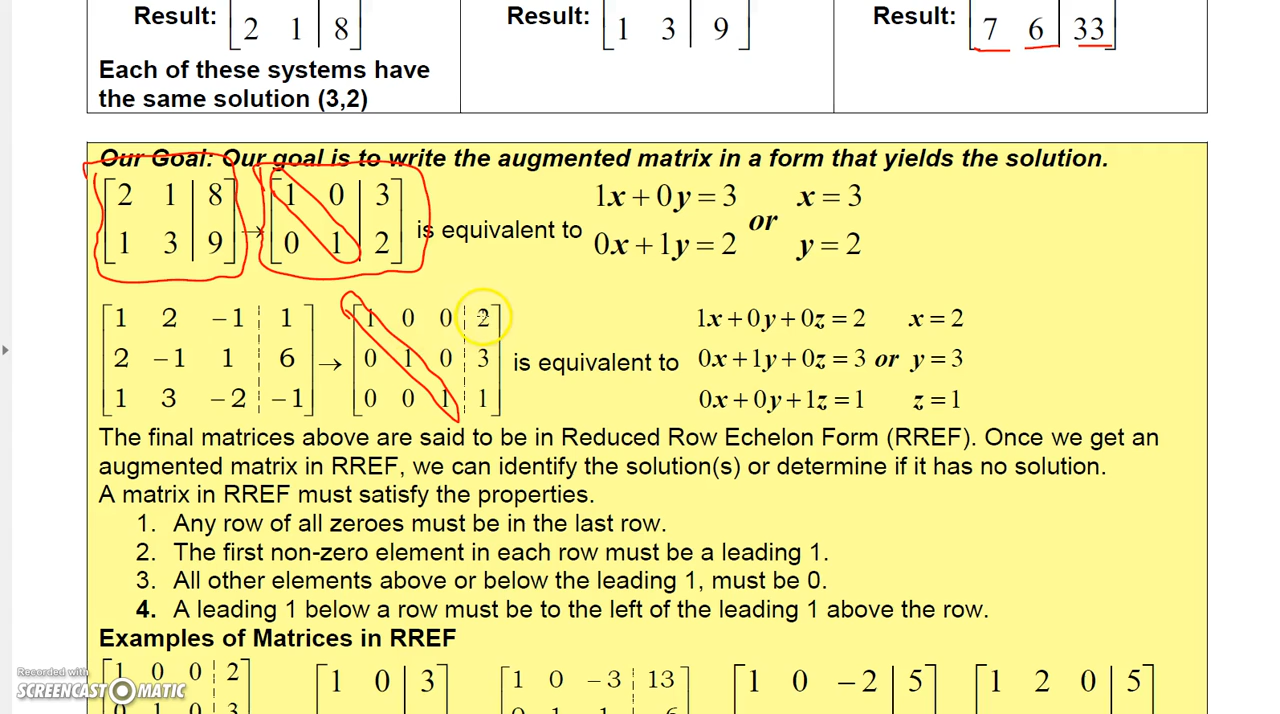 Result: [2 1 | 8]
Result: [1 3 | 9]
Result: [7 6 | 33]
Each of these systems have
the same solution (3,2)
Our Goal: Our goal is to write the augmented matrix in a form that yields the solution.
[2 1 | 8] [1 0 | 3] 1x + 0y = 3 x = 3
→ is equivalent to or
[1 3 | 9] [0 1 | 2] 0x + 1y = 2 y = 2
[1 2 −1 ¦ 1] [1 0 0 ¦ 2] 1x + 0y + 0z = 2 x = 2
[2 −1 1 ¦ 6] → [0 1 0 ¦ 3] is equivalent to 0x + 1y + 0z = 3 or y = 3
[1 3 −2 ¦ −1] [0 0 1 ¦ 1] 0x + 0y + 1z = 1 z = 1
The final matrices above are said to be in Reduced Row Echelon Form (RREF). Once we get an
augmented matrix in RREF, we can identify the solution(s) or determine if it has no solution.
A matrix in RREF must satisfy the properties.
1. Any row of all zeroes must be in the last row.
2. The first non-zero element in each row must be a leading 1.
3. All other elements above or below the leading 1, must be 0.
4. A leading 1 below a row must be to the left of the leading 1 above the row.
Examples of Matrices in RREF
[1 0 0 ¦ 2] [1 0 | 3] [1 0 −3 ¦ 13] [1 0 −2 | 5] [1 2 0 | 5]
0 1 0 3
Recorded with
SCREENCAST O MATIC